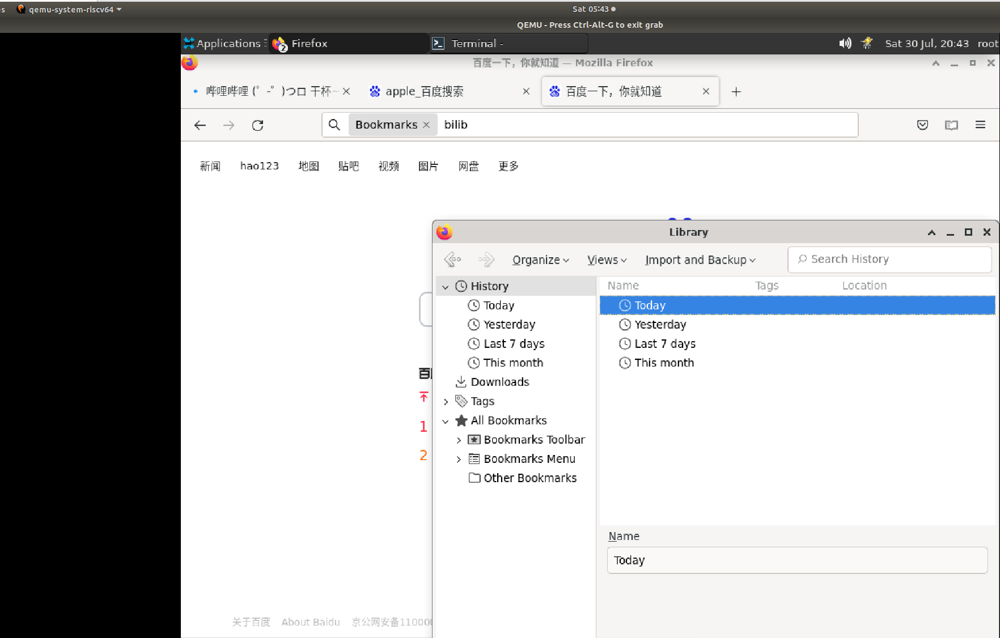 es qemu-system-riscv64 Sat 05:43
QEMU - Press Ctrl-Alt-G to exit grab
Applications 2 Firefox Terminal - Sat 30 Jul, 20:43 root
百度一下，你就知道 — Mozilla Firefox
哔哩哔哩 (゜-゜)つロ 干杯~ apple_百度搜索 百度一下，你就知道
Bookmarks bilib
新闻 hao123 地图 贴吧 视频 图片 网盘 更多
Library
Organize Views Import and Backup Search History
History Name Tags Location
Today Today
Yesterday Yesterday
Last 7 days Last 7 days
This month This month
百
Downloads
Tags
All Bookmarks
1
Bookmarks Toolbar
2
Bookmarks Menu
Other Bookmarks
Name
Today
关于百度 About Baidu 京公网安备110000